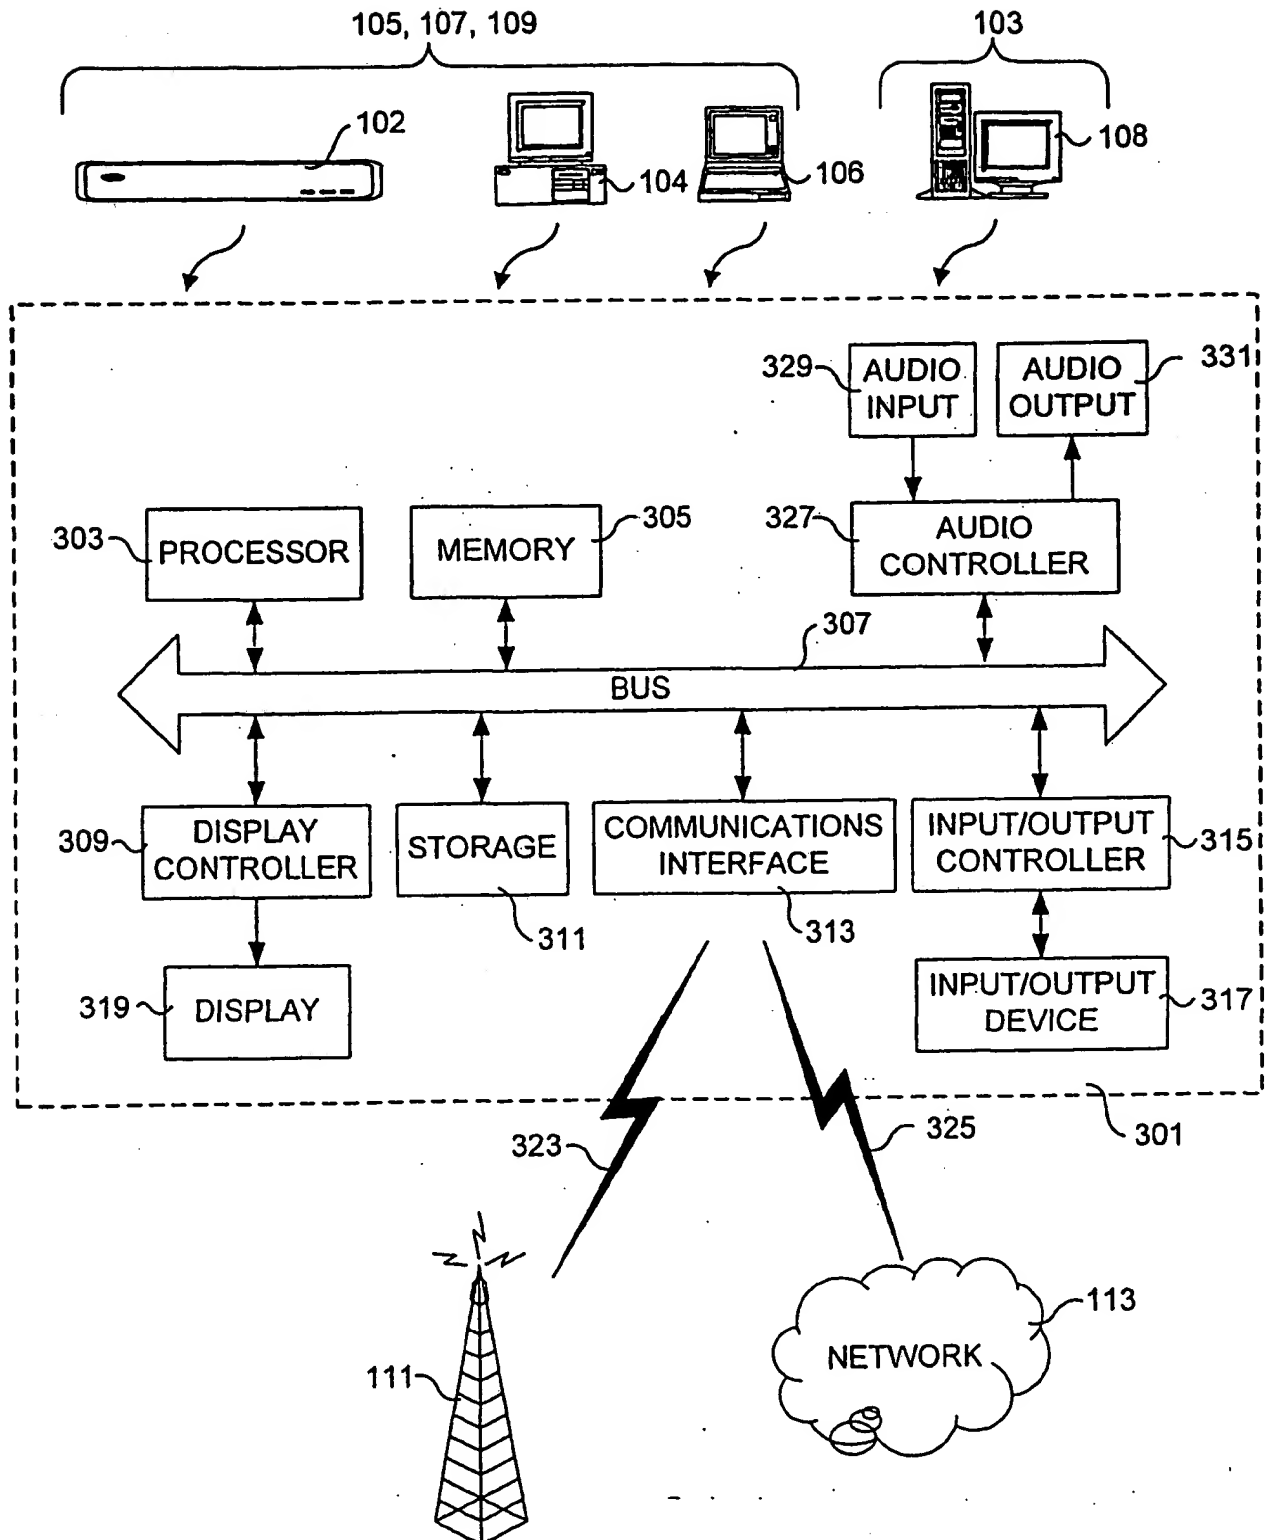 105, 107, 109
103
102
104
106
108
329
AUDIO
INPUT
AUDIO
OUTPUT
331
303
PROCESSOR
MEMORY
305
327
AUDIO
CONTROLLER
307
BUS
309
DISPLAY
CONTROLLER
STORAGE
311
COMMUNICATIONS
INTERFACE
313
INPUT/OUTPUT
CONTROLLER
315
319
DISPLAY
INPUT/OUTPUT
DEVICE
317
323
325
301
111
NETWORK
113